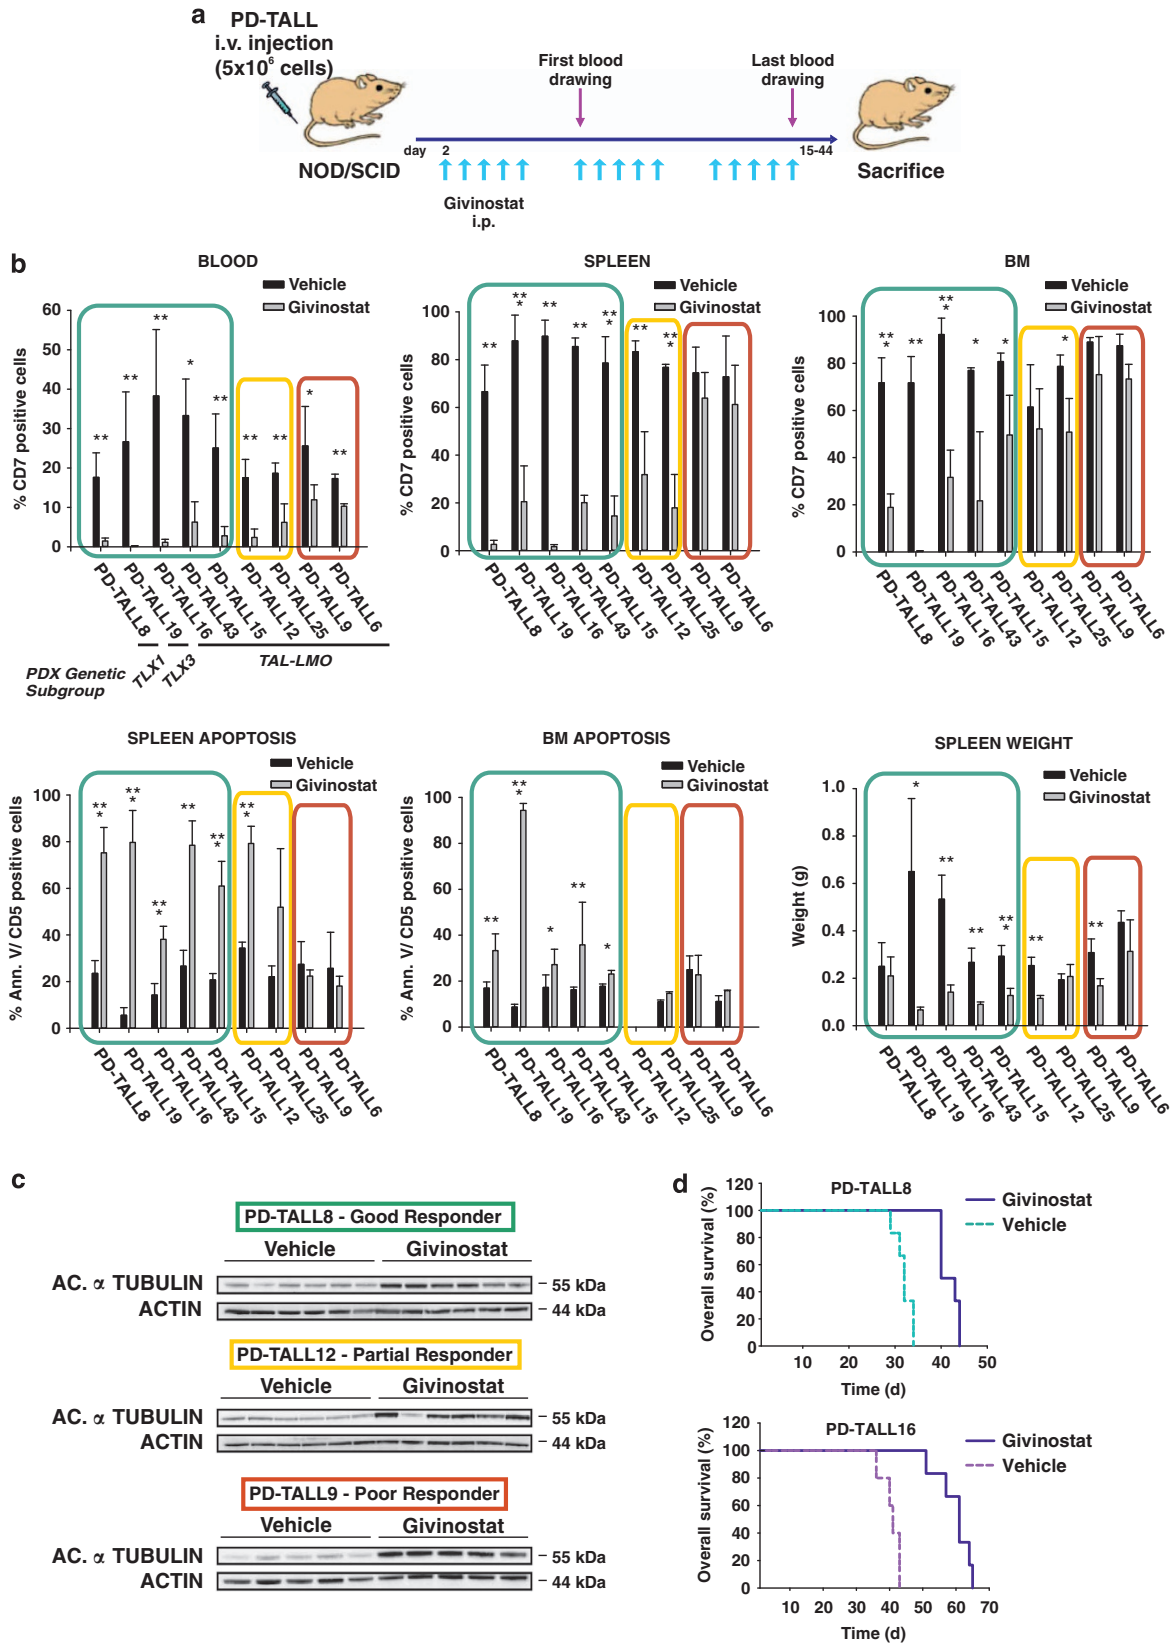 a
PD-TALL
i.v. injection
(5x10⁶ cells)
First blood
drawing
Last blood
drawing
day
2
15-44
NOD/SCID
Sacrifice
Givinostat
i.p.
b
BLOOD
Vehicle
Givinostat
% CD7 positive cells
60
50
40
30
20
10
0
** ** ** * ** ** ** * **
PD-TALL8
PD-TALL19
PD-TALL16
PD-TALL43
PD-TALL15
PD-TALL12
PD-TALL25
PD-TALL9
PD-TALL6
PDX Genetic
Subgroup
TLX1
TLX3
TAL-LMO
SPLEEN
Vehicle
Givinostat
% CD7 positive cells
100
80
60
40
20
0
** *** ** ** *** ** ***
PD-TALL8
PD-TALL19
PD-TALL16
PD-TALL43
PD-TALL15
PD-TALL12
PD-TALL25
PD-TALL9
PD-TALL6
BM
Vehicle
Givinostat
% CD7 positive cells
100
80
60
40
20
0
*** ** *** * * *
PD-TALL8
PD-TALL19
PD-TALL16
PD-TALL43
PD-TALL15
PD-TALL12
PD-TALL25
PD-TALL9
PD-TALL6
SPLEEN APOPTOSIS
Vehicle
Givinostat
% Ann. V/ CD5 positive cells
100
80
60
40
20
0
*** *** *** ** *** ***
PD-TALL8
PD-TALL19
PD-TALL16
PD-TALL43
PD-TALL15
PD-TALL12
PD-TALL25
PD-TALL9
PD-TALL6
BM APOPTOSIS
Vehicle
Givinostat
% Ann. V/ CD5 positive cells
100
80
60
40
20
0
** *** * ** *
PD-TALL8
PD-TALL19
PD-TALL16
PD-TALL43
PD-TALL15
PD-TALL12
PD-TALL25
PD-TALL9
PD-TALL6
SPLEEN WEIGHT
Vehicle
Givinostat
Weight (g)
1.0
0.8
0.6
0.4
0.2
0.0
* ** ** *** ** **
PD-TALL8
PD-TALL19
PD-TALL16
PD-TALL43
PD-TALL15
PD-TALL12
PD-TALL25
PD-TALL9
PD-TALL6
c
PD-TALL8 - Good Responder
Vehicle Givinostat
AC. α TUBULIN 55 kDa
ACTIN 44 kDa
PD-TALL12 - Partial Responder
Vehicle Givinostat
AC. α TUBULIN 55 kDa
ACTIN 44 kDa
PD-TALL9 - Poor Responder
Vehicle Givinostat
AC. α TUBULIN 55 kDa
ACTIN 44 kDa
d
PD-TALL8
Givinostat
Vehicle
Overall survival (%)
120
100
80
60
40
20
0
10 20 30 40 50
Time (d)
PD-TALL16
Givinostat
Vehicle
Overall survival (%)
120
100
80
60
40
20
0
10 20 30 40 50 60 70
Time (d)